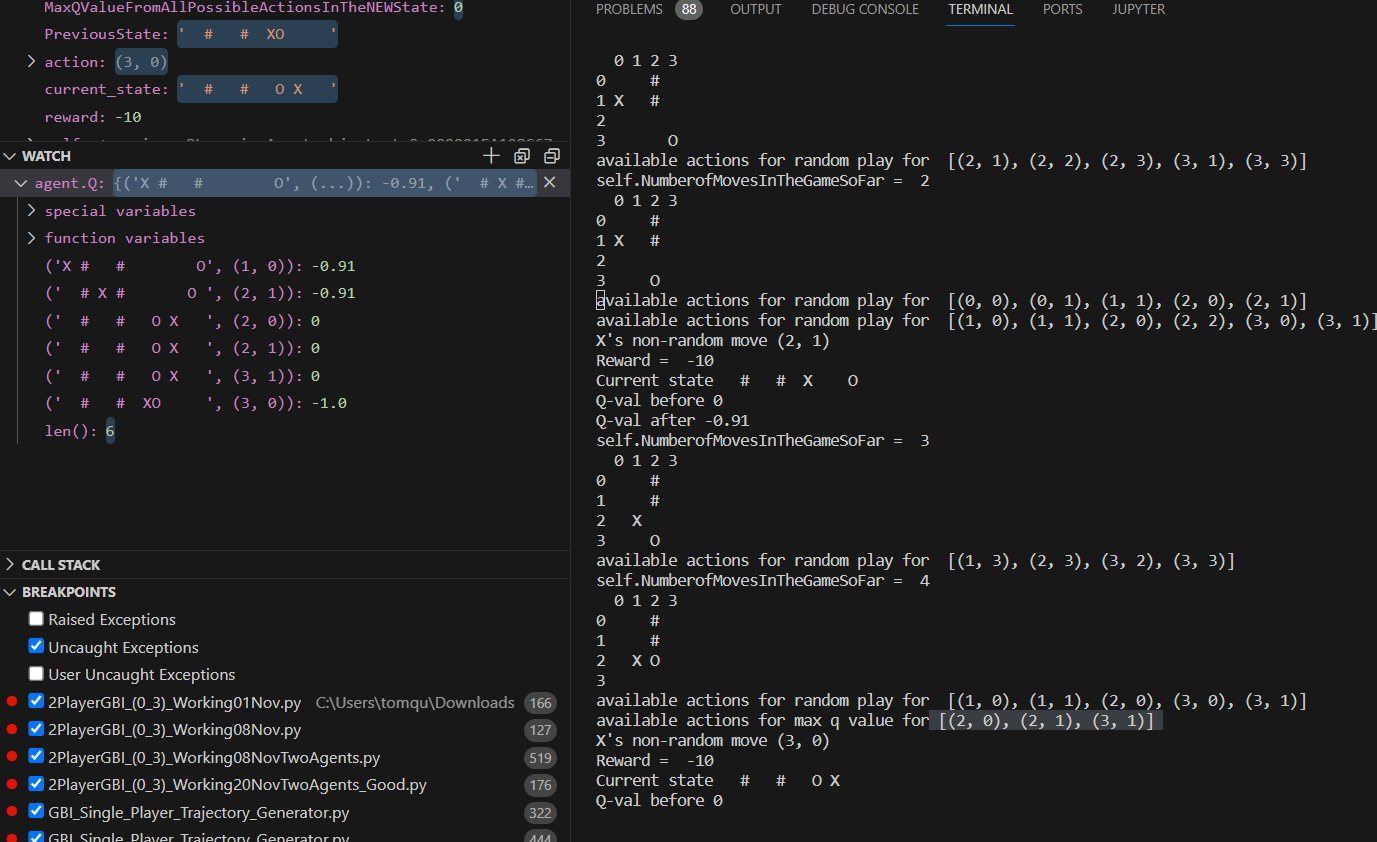 MaxQValueFromAllPossibleActionsInTheNEWState: 0
PreviousState: '  #   #  XO     '
action: (3, 0)
current_state: '  #   #   O X   '
reward: -10
WATCH
agent.Q: {('X #   #         O', (...)): -0.91, ('  # X #…
special variables
function variables
('X #   #         O', (1, 0)): -0.91
('  # X #       O ', (2, 1)): -0.91
('  #   #   O X   ', (2, 0)): 0
('  #   #   O X   ', (2, 1)): 0
('  #   #   O X   ', (3, 1)): 0
('  #   #  XO     ', (3, 0)): -1.0
len(): 6
CALL STACK
BREAKPOINTS
Raised Exceptions
Uncaught Exceptions
User Uncaught Exceptions
2PlayerGBI_(0_3)_Working01Nov.py C:\Users\tomqu\Downloads 166
2PlayerGBI_(0_3)_Working08Nov.py 127
2PlayerGBI_(0_3)_Working08NovTwoAgents.py 519
2PlayerGBI_(0_3)_Working20NovTwoAgents_Good.py 176
GBI_Single_Player_Trajectory_Generator.py 322
GBI_Single_Player_Trajectory_Generator.py 444
PROBLEMS 88 OUTPUT DEBUG CONSOLE TERMINAL PORTS JUPYTER
  0 1 2 3
0     #
1 X   #
2
3       O
available actions for random play for  [(2, 1), (2, 2), (2, 3), (3, 1), (3, 3)]
self.NumberofMovesInTheGameSoFar =  2
  0 1 2 3
0     #
1 X   #
2
3     O
available actions for random play for  [(0, 0), (0, 1), (1, 1), (2, 0), (2, 1)]
available actions for random play for  [(1, 0), (1, 1), (2, 0), (2, 2), (3, 0), (3, 1)]
X's non-random move (2, 1)
Reward =  -10
Current state   #   #  X    O
Q-val before 0
Q-val after -0.91
self.NumberofMovesInTheGameSoFar =  3
  0 1 2 3
0     #
1     #
2   X
3     O
available actions for random play for  [(1, 3), (2, 3), (3, 2), (3, 3)]
self.NumberofMovesInTheGameSoFar =  4
  0 1 2 3
0     #
1     #
2   X O
3
available actions for random play for  [(1, 0), (1, 1), (2, 0), (3, 0), (3, 1)]
available actions for max q value for [(2, 0), (2, 1), (3, 1)]
X's non-random move (3, 0)
Reward =  -10
Current state   #   #   O X
Q-val before 0